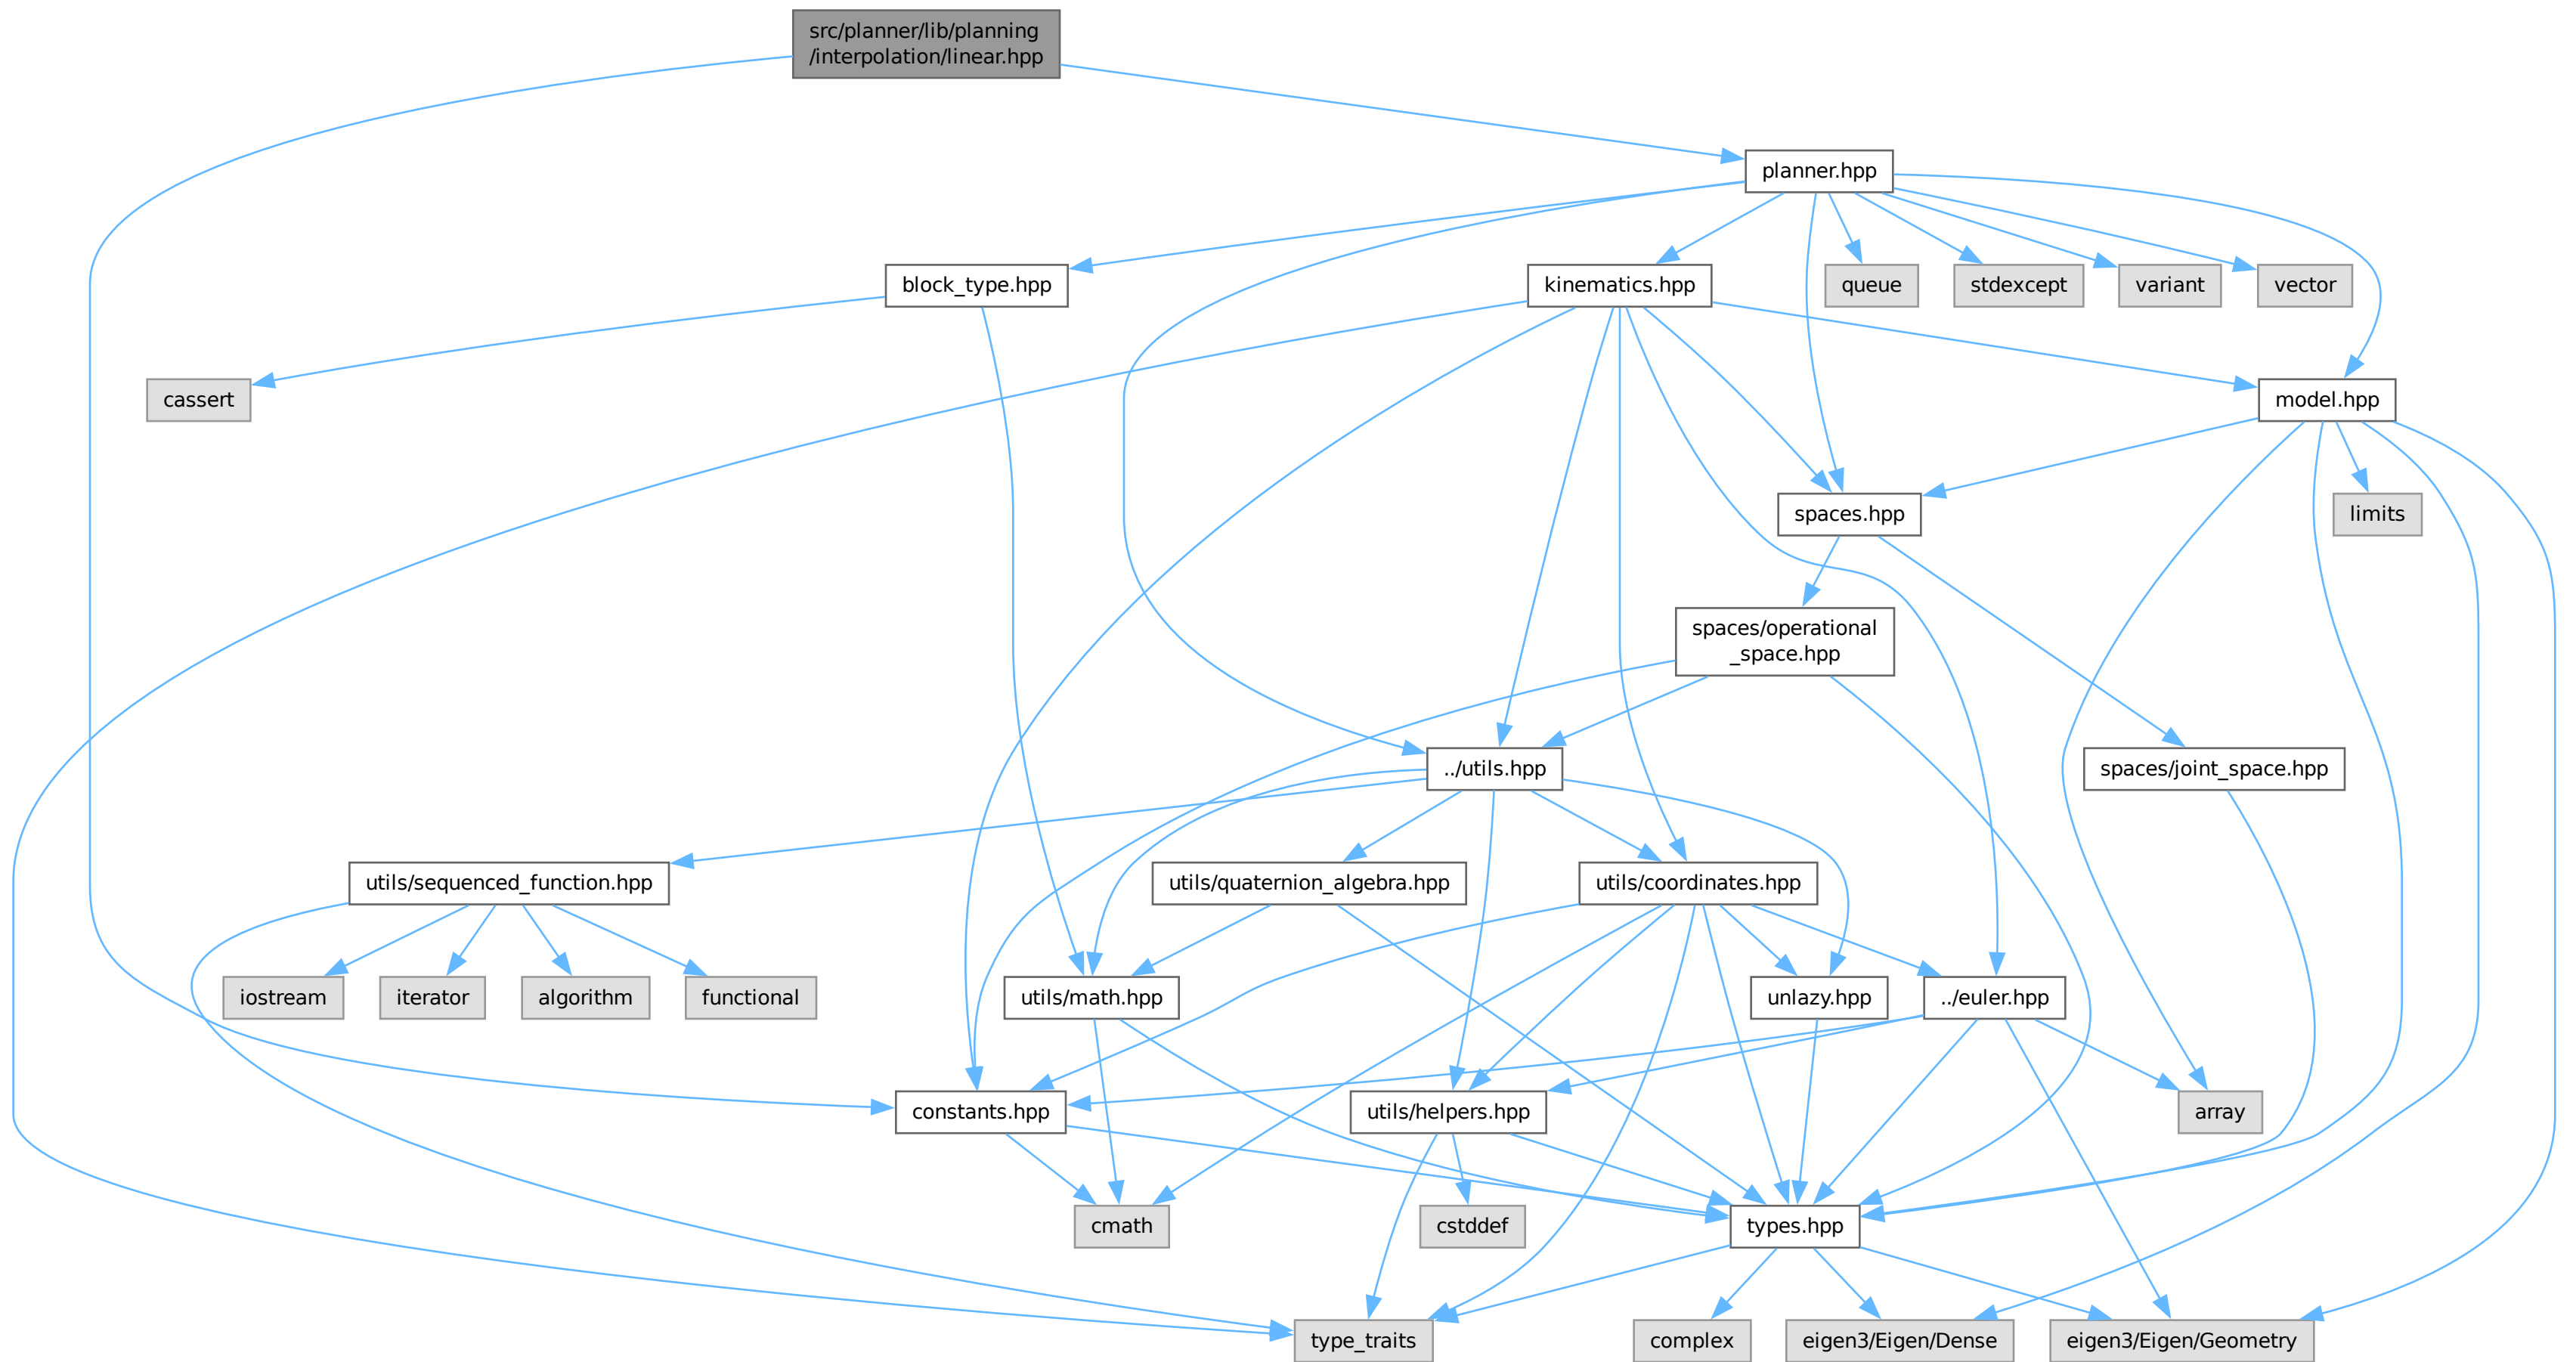 src/planner/lib/planning
/interpolation/linear.hpp
planner.hpp
block_type.hpp
kinematics.hpp
queue
stdexcept
variant
vector
cassert
model.hpp
spaces.hpp
limits
spaces/operational
_space.hpp
../utils.hpp
spaces/joint_space.hpp
utils/sequenced_function.hpp
utils/quaternion_algebra.hpp
utils/coordinates.hpp
iostream
iterator
algorithm
functional
utils/math.hpp
unlazy.hpp
../euler.hpp
constants.hpp
utils/helpers.hpp
array
cmath
cstddef
types.hpp
type_traits
complex
eigen3/Eigen/Dense
eigen3/Eigen/Geometry